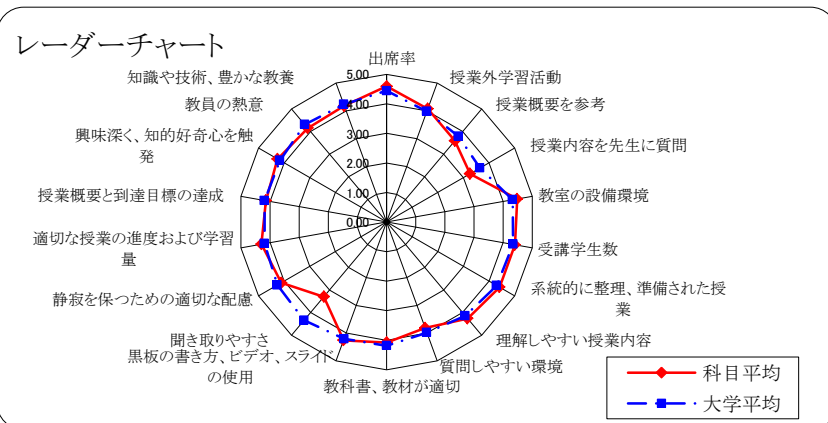 レーダーチャート
出席率
授業外学習活動
授業概要を参考
授業内容を先生に質問
教室の設備環境
受講学生数
系統的に整理、準備された授
業
理解しやすい授業内容
質問しやすい環境
教科書、教材が適切
黒板の書き方、ビデオ、スライド
の使用
聞き取りやすさ
静寂を保つための適切な配慮
適切な授業の進度および学習
量
授業概要と到達目標の達成
興味深く、知的好奇心を触
発
教員の熱意
知識や技術、豊かな教養
5.00
4.00
3.00
2.00
1.00
0.00
科目平均
大学平均